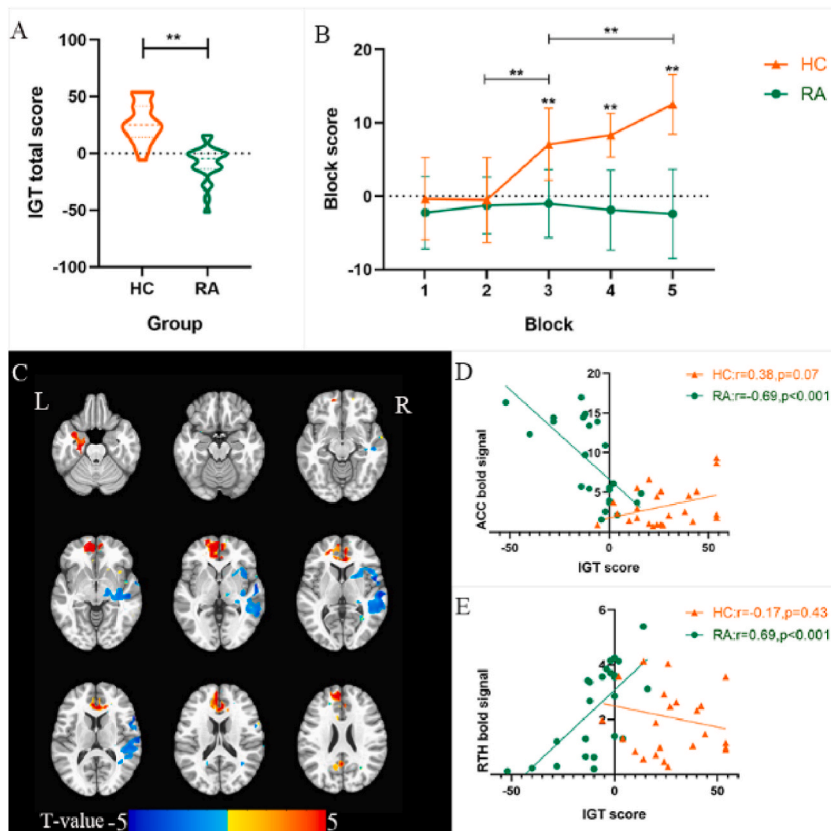 A
100
50
0
-50
-100
IGT total score
**
HC
RA
Group
B
20
10
0
-10
Block score
**
**
**
**
**
1
2
3
4
5
Block
HC
RA
C
L
R
T-value -5
5
D
20
15
10
5
ACC bold signal
-50
0
50
IGT score
HC:r=0.38,p=0.07
RA:r=-0.69,p<0.001
E
6
4
2
RTH bold signal
-50
0
50
IGT score
HC:r=-0.17,p=0.43
RA:r=0.69,p<0.001